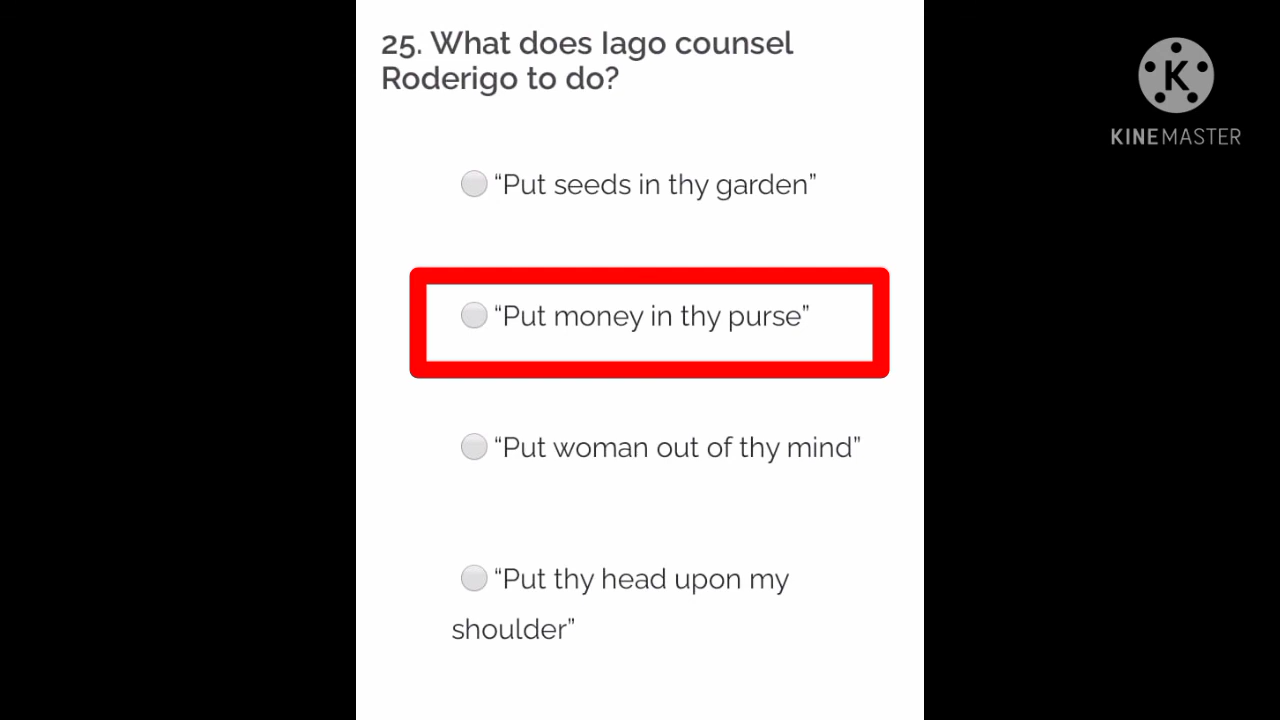 25. What does Iago counsel
Roderigo to do?
“Put seeds in thy garden”
“Put money in thy purse”
“Put woman out of thy mind”
“Put thy head upon my
shoulder”
K
KINEMASTER